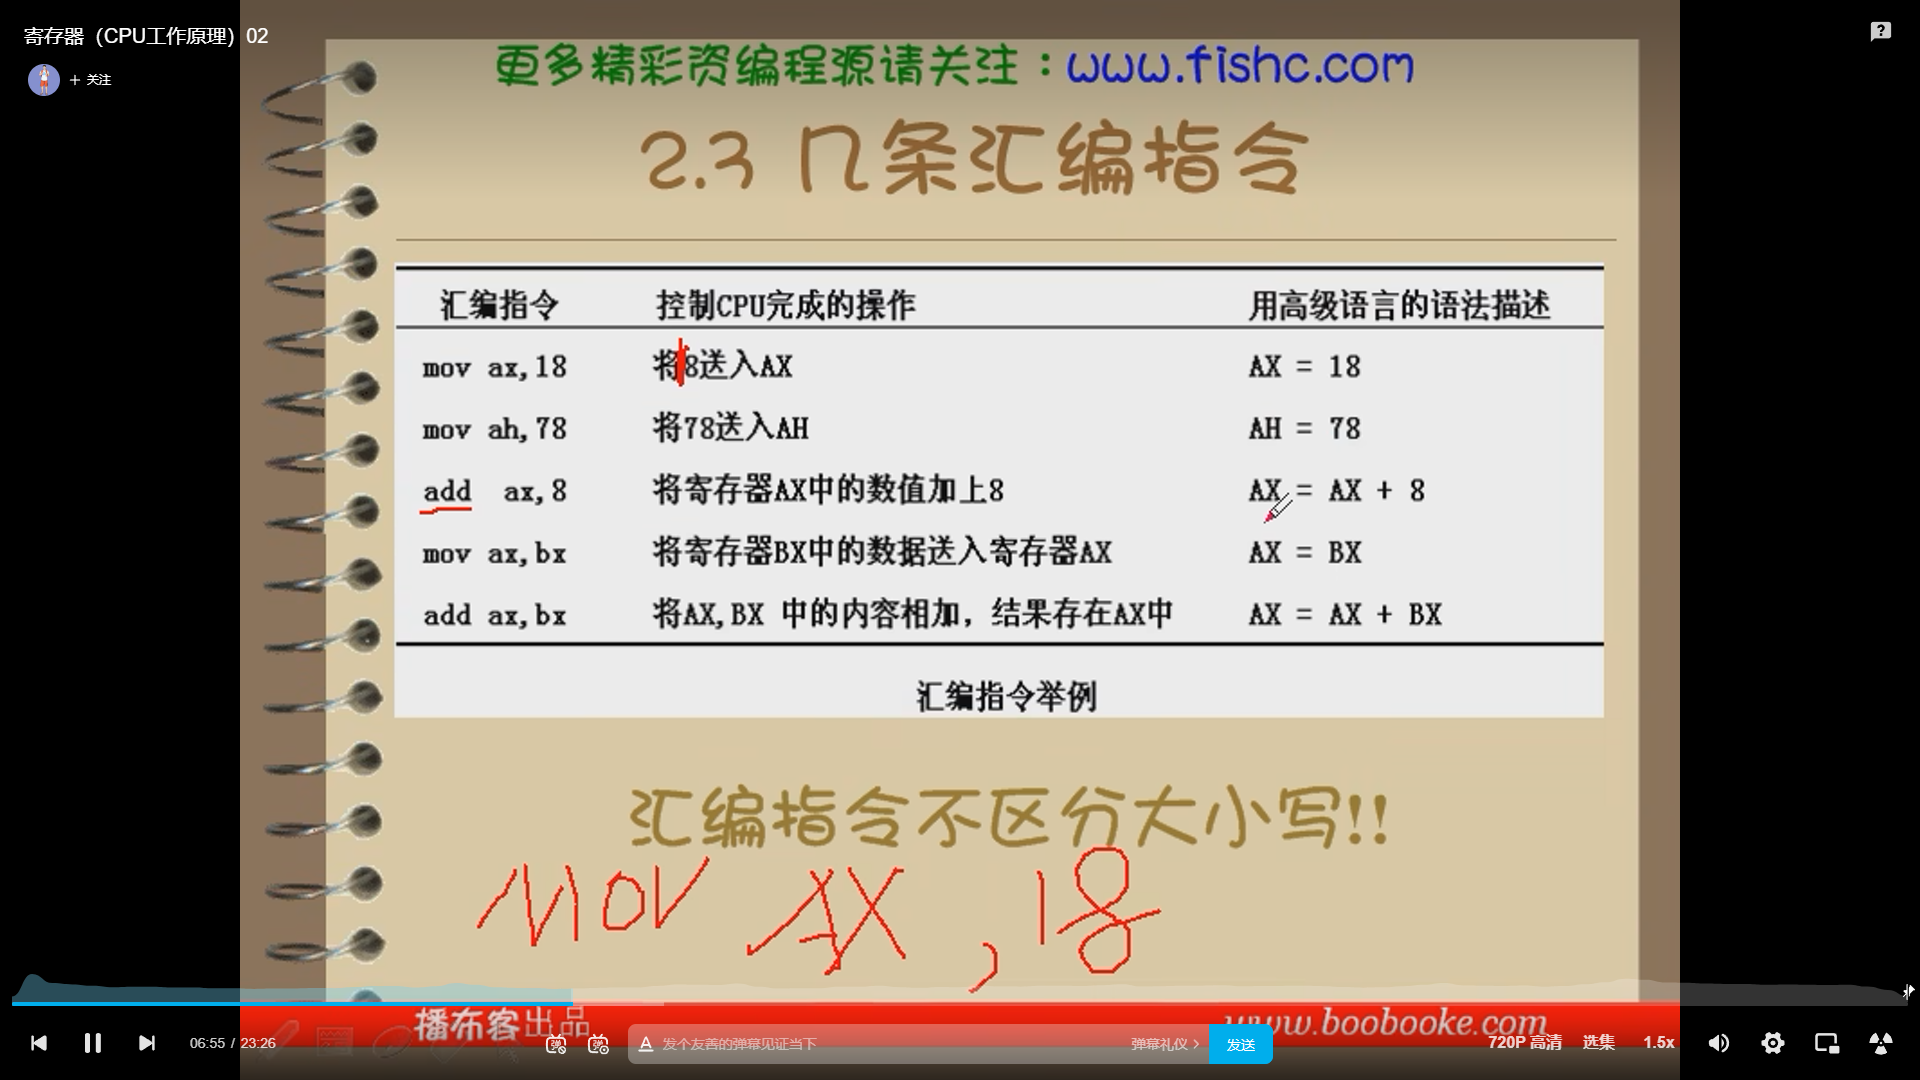 寄存器（CPU工作原理）02
+ 关注
更多精彩资编程源请关注：www.fishc.com
2.3 几条汇编指令
汇编指令 控制CPU完成的操作 用高级语言的语法描述
mov ax,18 将8送入AX AX = 18
mov ah,78 将78送入AH AH = 78
add ax,8 将寄存器AX中的数值加上8 AX = AX + 8
mov ax,bx 将寄存器BX中的数据送入寄存器AX AX = BX
add ax,bx 将AX,BX 中的内容相加，结果存在AX中 AX = AX + BX
汇编指令举例
汇编指令不区分大小写!!
MOV AX ,18
播布客出品 www.boobooke.com
06:55 / 23:26 弹 弹 A 发个友善的弹幕见证当下 弹幕礼仪 > 发送 720P 高清 选集 1.5x